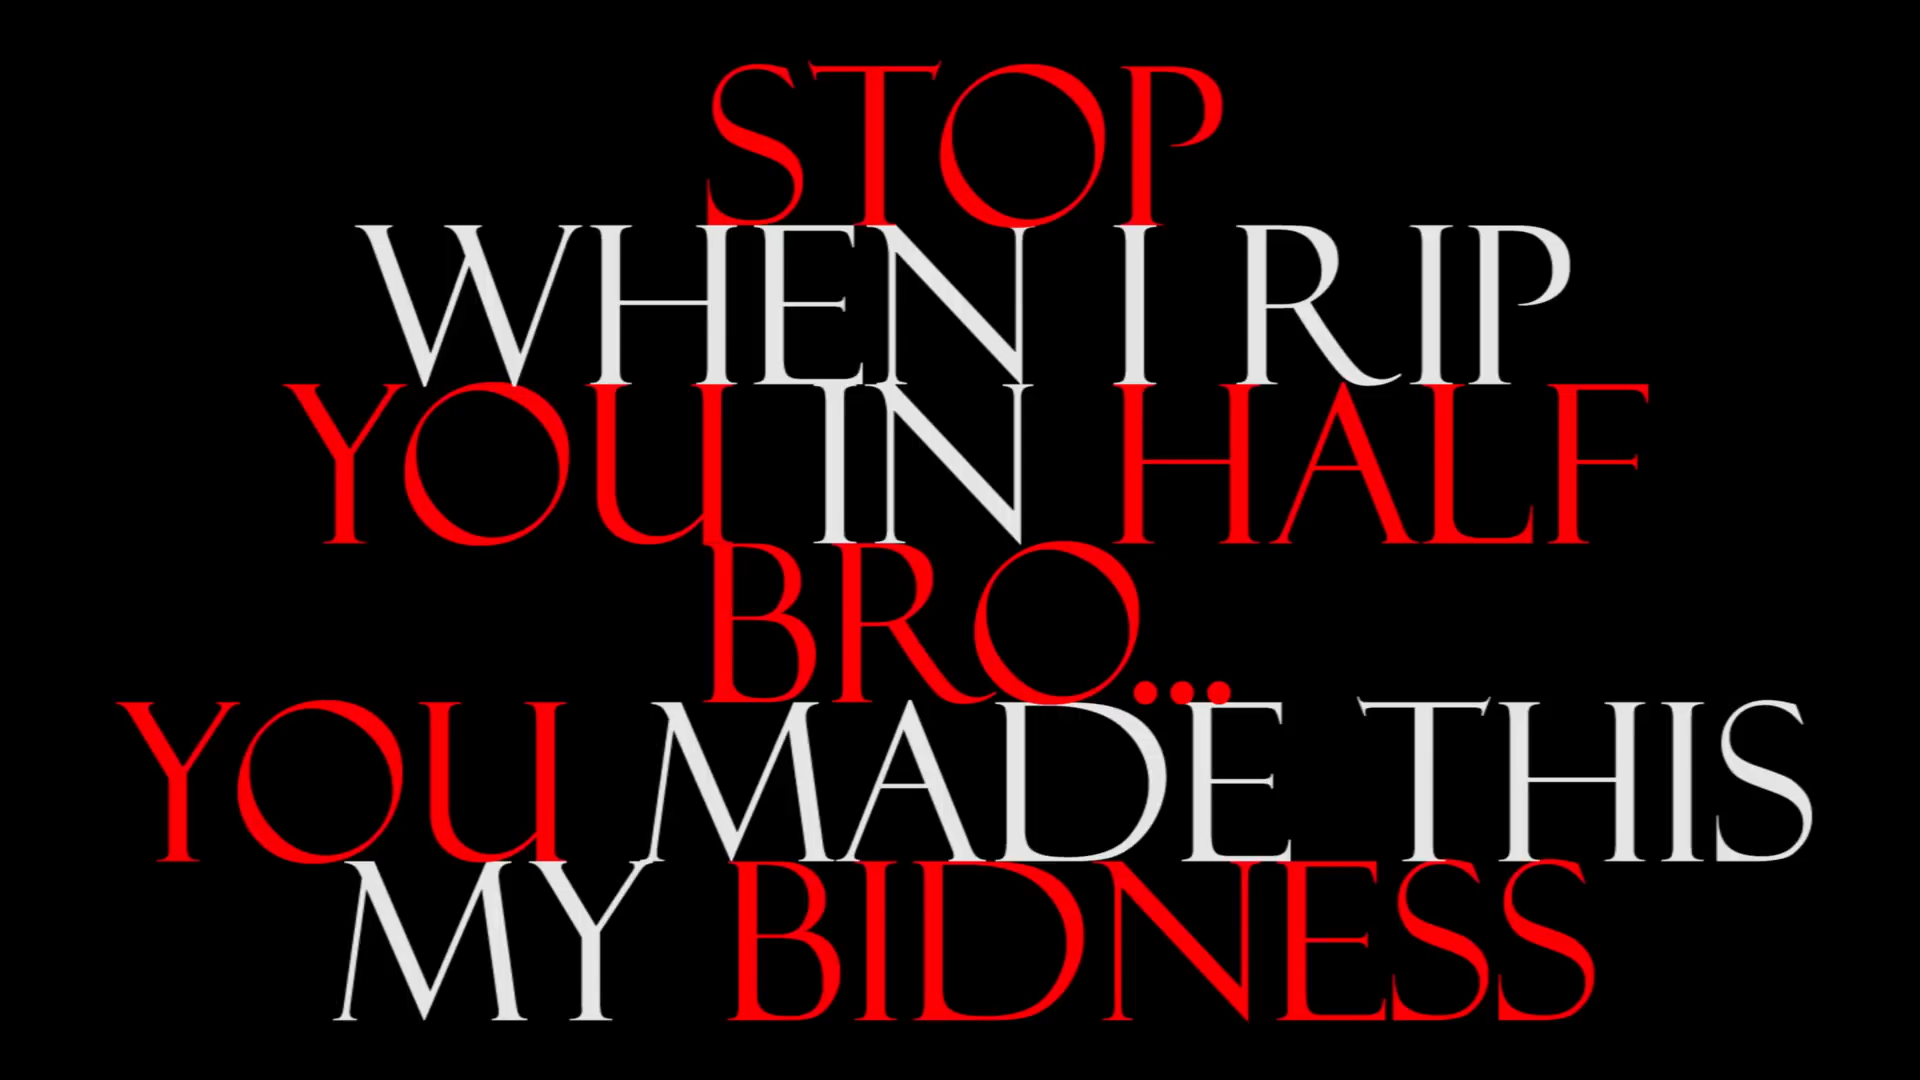 STOP
WHEN I RIP
YOU IN HALF
BRO...
YOU MADE THIS
MY BIDNESS